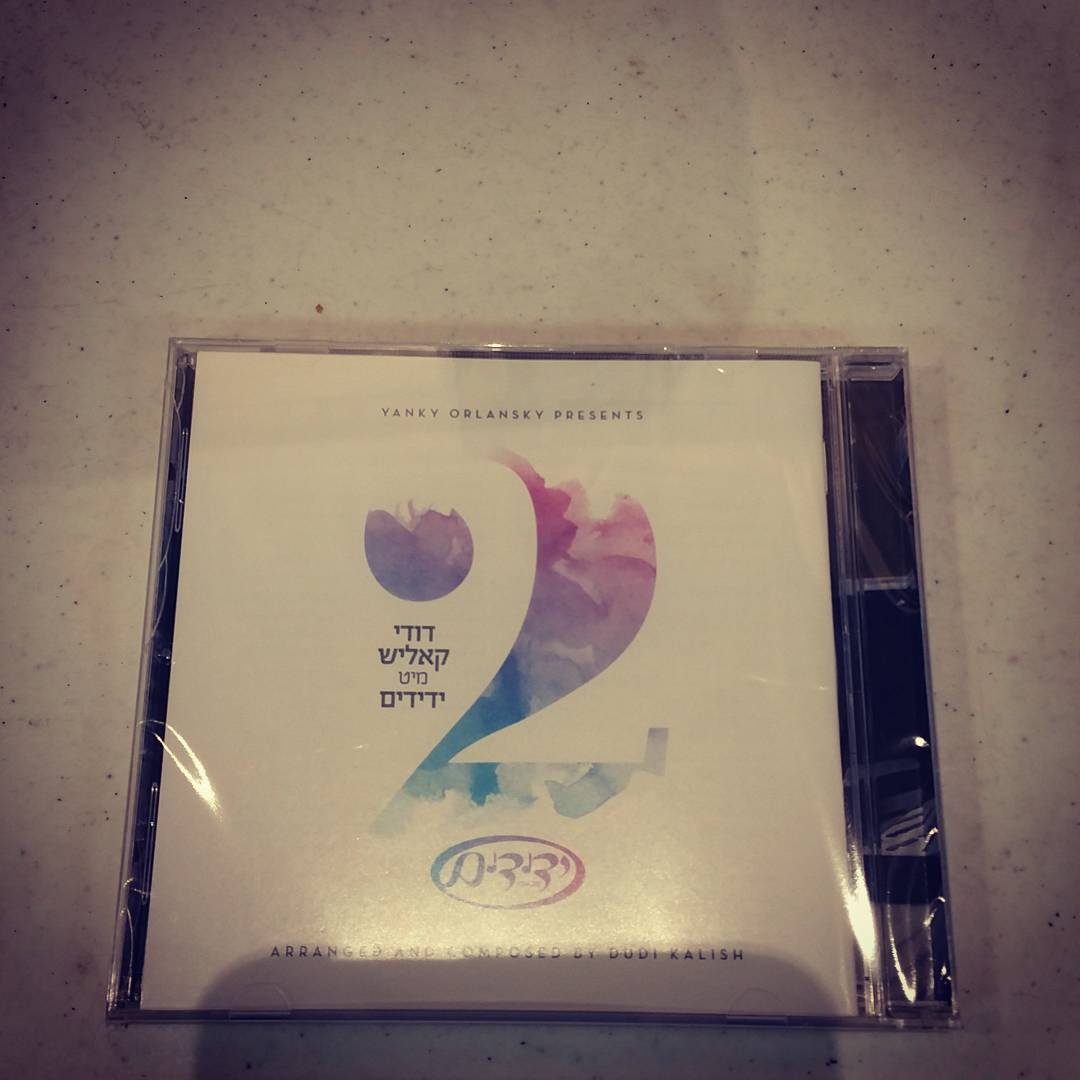 YANKY ORLANSKY PRESENTS
2
דודי
קאליש
מיט
ידידים
ידידים
ARRANGED AND COMPOSED BY DUDI KALISH